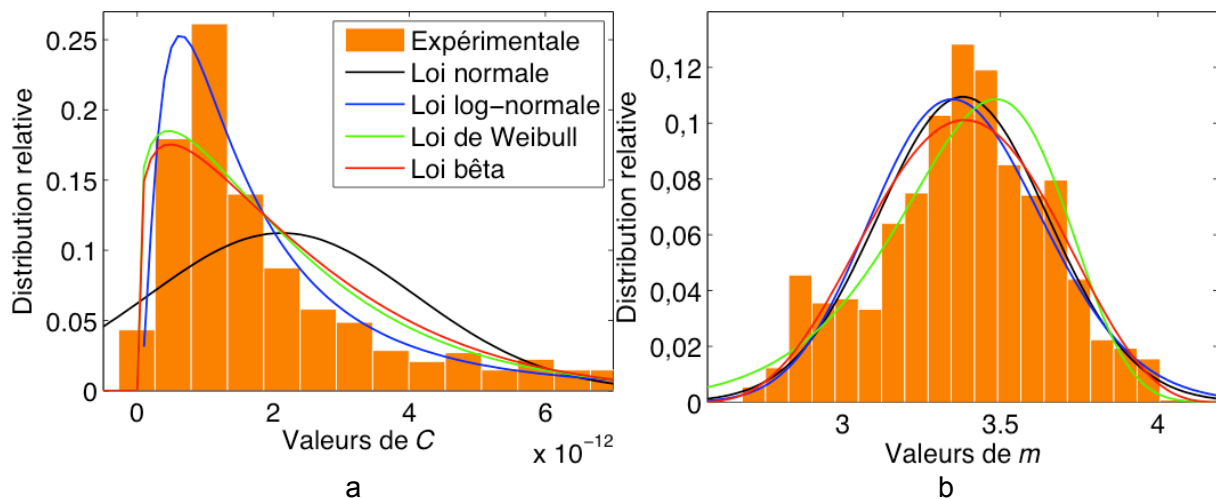 0.25
0.2
0.15
0.1
0.05
0
Distribution relative
Expérimentale
Loi normale
Loi log-normale
Loi de Weibull
Loi bêta
0 2 4 6
Valeurs de C
x 10-12
a
0,12
0,1
0,08
0,06
0,04
0,02
0
Distribution relative
3 3.5 4
Valeurs de m
b